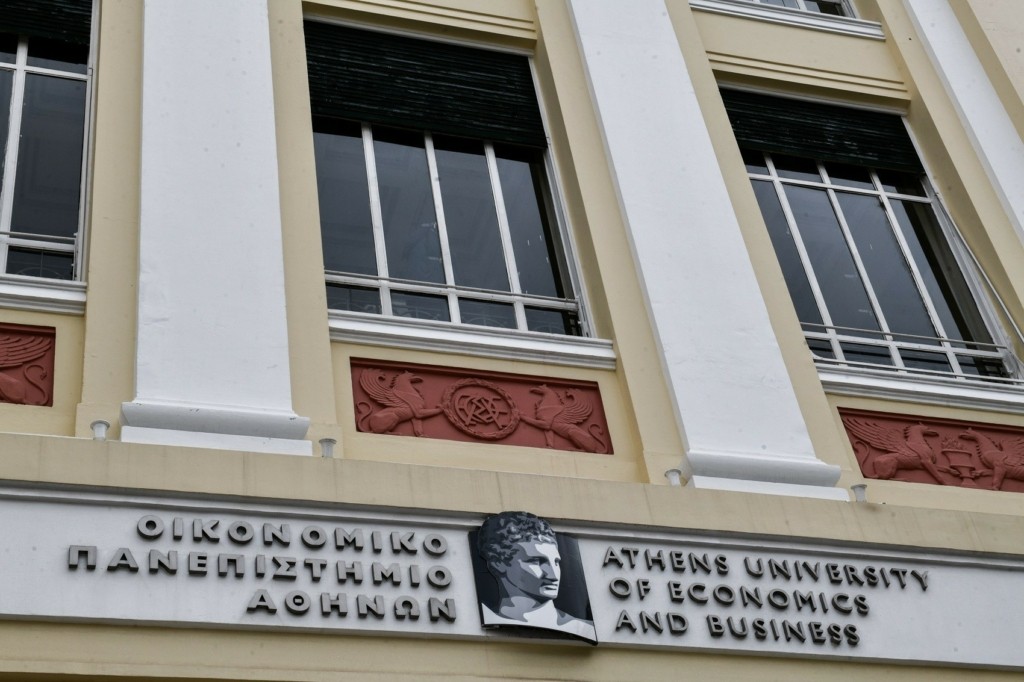 ΟΙΚΟΝΟΜΙΚΟ
ΠΑΝΕΠΙΣΤΗΜΙΟ
ΑΘΗΝΩΝ
ATHENS UNIVERSITY
OF ECONOMICS
AND BUSINESS